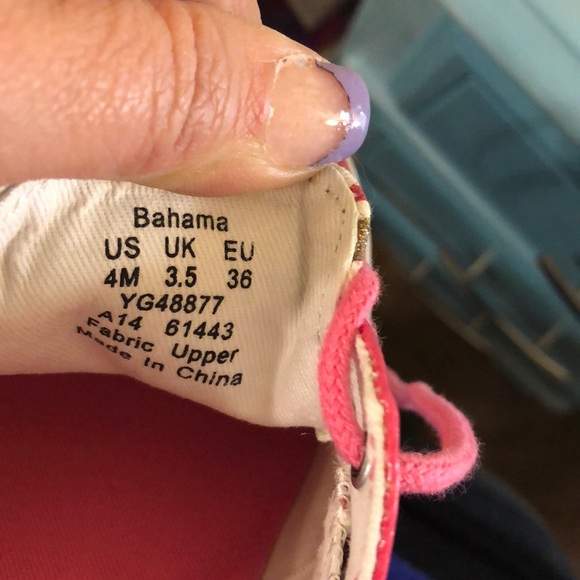 Bahama
US UK EU
4M 3.5 36
YG48877
A14 61443
Fabric Upper
Made In China